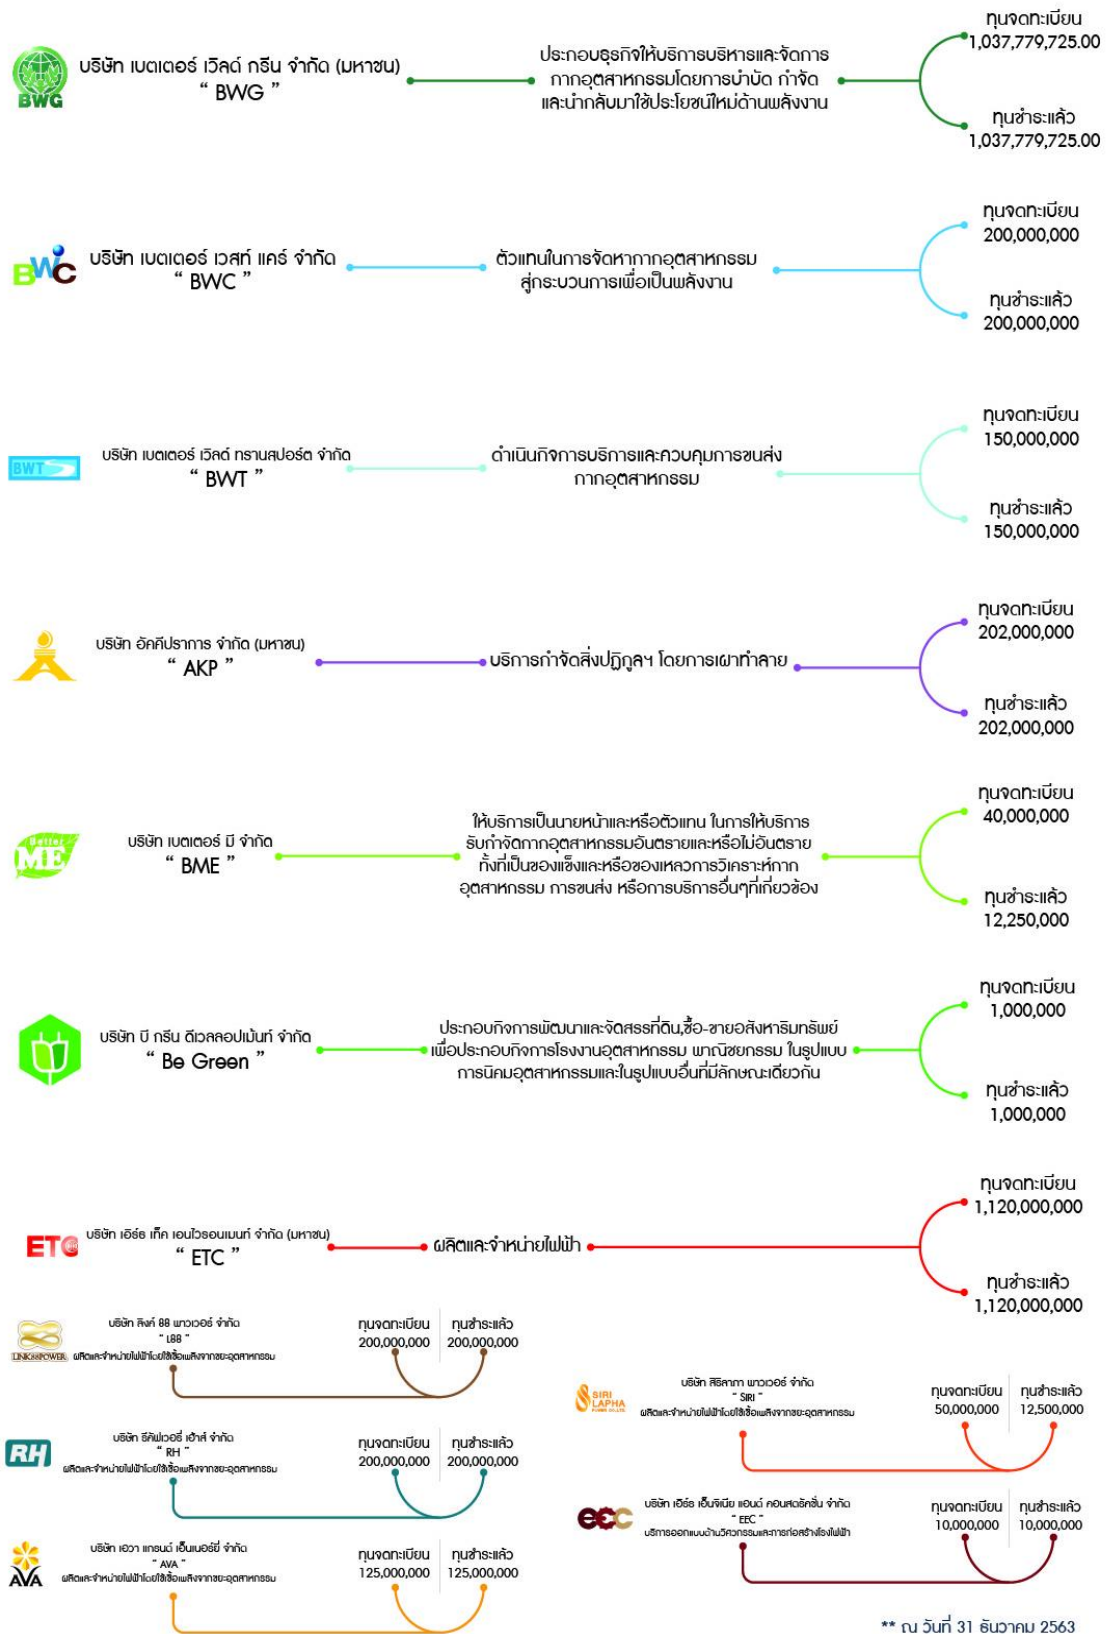 BWG
บริษัท เบตเตอร์ เวิลด์ กรีน จำกัด (มหาชน)
“ BWG ”
ประกอบธุรกิจให้บริการบริหารและจัดการ
กากอุตสาหกรรมโดยการบำบัด กำจัด
และนำกลับมาใช้ประโยชน์ใหม่ด้านพลังงาน
ทุนจดทะเบียน
1,037,779,725.00
ทุนชำระแล้ว
1,037,779,725.00
BWC
บริษัท เบตเตอร์ เวสท์ แคร์ จำกัด
“ BWC ”
ตัวแทนในการจัดหากากอุตสาหกรรม
สู่กระบวนการเพื่อเป็นพลังงาน
ทุนจดทะเบียน
200,000,000
ทุนชำระแล้ว
200,000,000
BWT
บริษัท เบตเตอร์ เวิลด์ ทรานสปอร์ต จำกัด
“ BWT ”
ดำเนินกิจการบริการและควบคุมการขนส่ง
กากอุตสาหกรรม
ทุนจดทะเบียน
150,000,000
ทุนชำระแล้ว
150,000,000
บริษัท อัคคีปราการ จำกัด (มหาชน)
“ AKP ”
บริการกำจัดสิ่งปฏิกูลฯ โดยการเผาทำลาย
ทุนจดทะเบียน
202,000,000
ทุนชำระแล้ว
202,000,000
Better
ME
บริษัท เบตเตอร์ มี จำกัด
“ BME ”
ให้บริการเป็นนายหน้าและหรือตัวแทน ในการให้บริการ
รับกำจัดกากอุตสาหกรรมอันตรายและหรือไม่อันตราย
ทั้งที่เป็นของแข็งและหรือของเหลวการวิเคราะห์กาก
อุตสาหกรรม การขนส่ง หรือการบริการอื่นๆที่เกี่ยวข้อง
ทุนจดทะเบียน
40,000,000
ทุนชำระแล้ว
12,250,000
บริษัท บี กรีน ดีเวลลอปเม้นท์ จำกัด
“ Be Green ”
ประกอบกิจการพัฒนาและจัดสรรที่ดิน,ซื้อ-ขายอสังหาริมทรัพย์
เพื่อประกอบกิจการโรงงานอุตสาหกรรม พาณิชยกรรม ในรูปแบบ
การนิคมอุตสาหกรรมและในรูปแบบอื่นที่มีลักษณะเดียวกัน
ทุนจดทะเบียน
1,000,000
ทุนชำระแล้ว
1,000,000
ETC
บริษัท เอิร์ธ เท็ค เอนไวรอนเมนท์ จำกัด (มหาชน)
“ ETC ”
ผลิตและจำหน่ายไฟฟ้า
ทุนจดทะเบียน
1,120,000,000
ทุนชำระแล้ว
1,120,000,000
LINK88POWER
บริษัท ลิงค์ 88 พาวเวอร์ จำกัด
“ L88 ”
ผลิตและจำหน่ายไฟฟ้าโดยใช้เชื้อเพลิงจากขยะอุตสาหกรรม
ทุนจดทะเบียน
200,000,000
ทุนชำระแล้ว
200,000,000
SIRI
LAPHA
POWER CO.,LTD.
บริษัท สิริลาภา พาวเวอร์ จำกัด
“ SIRI ”
ผลิตและจำหน่ายไฟฟ้าโดยใช้เชื้อเพลิงจากขยะอุตสาหกรรม
ทุนจดทะเบียน
50,000,000
ทุนชำระแล้ว
12,500,000
RH
บริษัท รีคัฟเวอรี่ เฮ้าส์ จำกัด
“ RH ”
ผลิตและจำหน่ายไฟฟ้าโดยใช้เชื้อเพลิงจากขยะอุตสาหกรรม
ทุนจดทะเบียน
200,000,000
ทุนชำระแล้ว
200,000,000
eec
บริษัท เอิร์ธ เอ็นจิเนีย แอนด์ คอนสตรัคชั่น จำกัด
“ EEC ”
บริการออกแบบด้านวิศวกรรมและการก่อสร้างโรงไฟฟ้า
ทุนจดทะเบียน
10,000,000
ทุนชำระแล้ว
10,000,000
AVA
บริษัท เอวา แกรนด์ เอ็นเนอร์ยี่ จำกัด
“ AVA ”
ผลิตและจำหน่ายไฟฟ้าโดยใช้เชื้อเพลิงจากขยะอุตสาหกรรม
ทุนจดทะเบียน
125,000,000
ทุนชำระแล้ว
125,000,000
** ณ วันที่ 31 ธันวาคม 2563